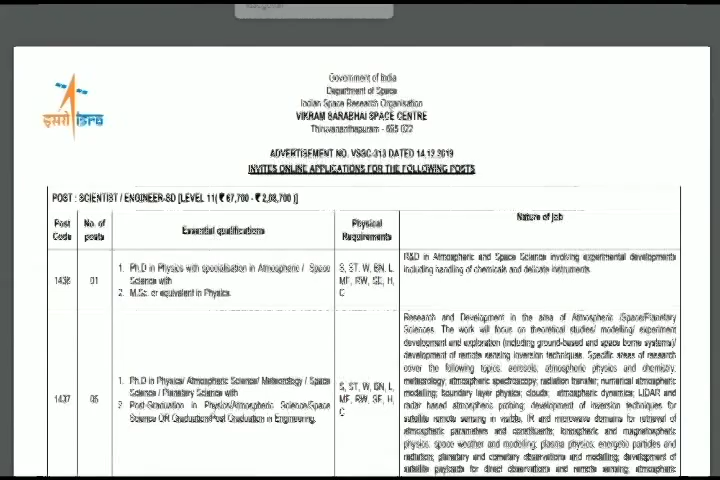 इसरो isro
Government of India
Department of Space
Indian Space Research Organisation
VIKRAM SARABHAI SPACE CENTRE
Thiruvananthapuram - 695 022
ADVERTISEMENT NO. VSSC-313 DATED 14.12.2019
INVITES ONLINE APPLICATIONS FOR THE FOLLOWING POSTS
POST : SCIENTIST / ENGINEER-SD [LEVEL 11( ₹ 67,700 - ₹ 2,08,700 )]
Post Code
No. of posts
Essential qualifications
Physical Requirements
Nature of job
1436
01
1. Ph.D in Physics with specialisation in Atmospheric / Space
Science with
2. M.Sc. or equivalent in Physics.
S, ST, W, BN, L,
MF, RW, SE, H,
C
R&D in Atmospheric and Space Science involving experimental developments
including handling of chemicals and delicate instruments.
1437
05
1. Ph.D in Physics/ Atmospheric Science/ Meteorology / Space
Science / Planetary Science with
2. Post-Graduation in Physics/Atmospheric Science/Space
Science OR Graduation/Post Graduation in Engineering.
S, ST, W, BN, L,
MF, RW, SE, H,
C
Research and Development in the area of Atmospheric /Space/Planetary
Sciences. The work will focus on theoretical studies/ modelling/ experiment
development and exploration (including ground-based and space borne systems)/
development of remote sensing inversion techniques. Specific areas of research
cover the following topics: aerosols, atmospheric physics and chemistry;
meteorology; atmospheric spectroscopy; radiation transfer; numerical atmospheric
modelling; boundary layer physics; clouds; atmospheric dynamics; LIDAR and
radar based atmospheric probing; development of inversion techniques for
satellite remote sensing in visible, IR and microwave domains for retrieval of
atmospheric parameters and constituents; ionospheric and magnetospheric
physics, space weather and modelling; plasma physics; energetic particles and
radiation; planetary and cometary observations and modelling; development of
satellite payloads for direct observations and remote sensing; atmospheric